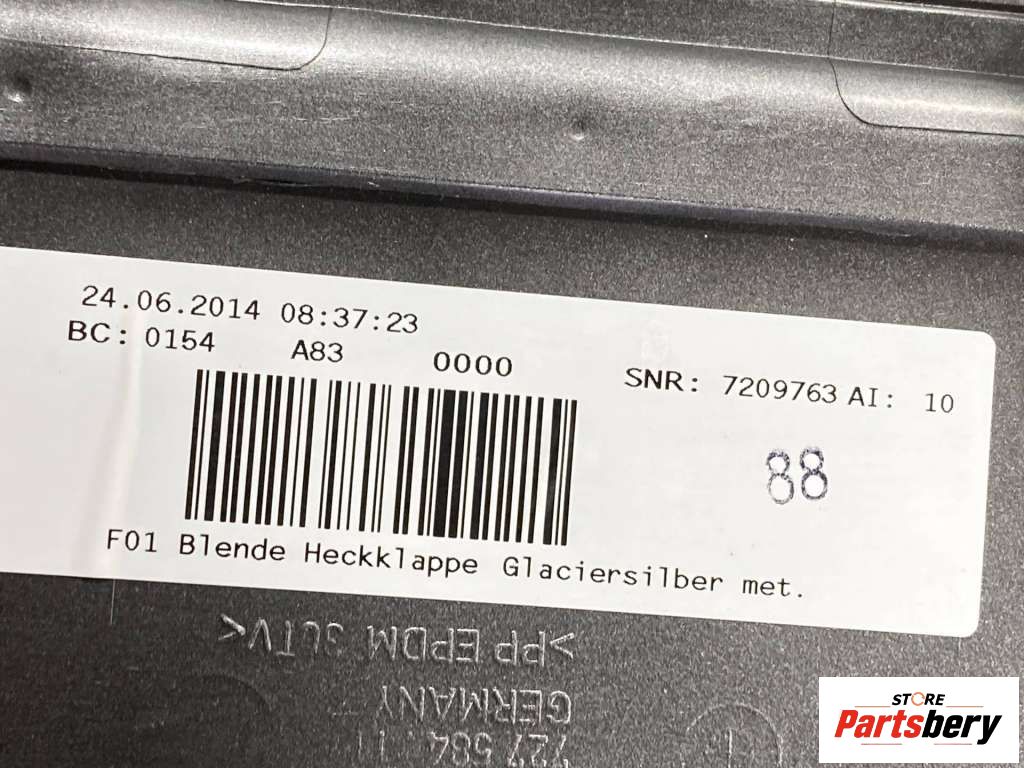 24.06.2014 08:37:23
BC: 0154 A83 0000
SNR: 7209763 AI: 10
88
F01 Blende Heckklappe Glaciersilber met.
>PP EPDM 30TV<
GERMANY
STORE
Partsbery